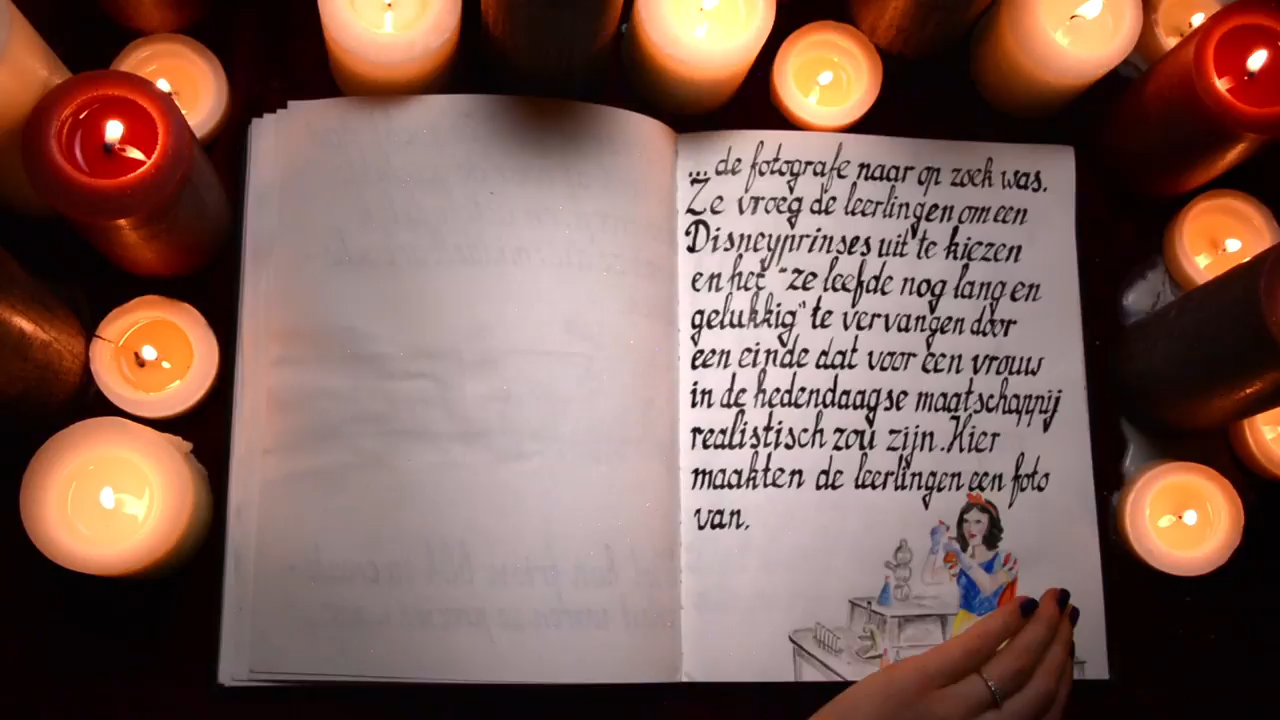 ... de fotografe naar op zoek was.
Ze vroeg de leerlingen om een
Disneyprinses uit te kiezen
en het "ze leefde nog lang en
gelukkig" te vervangen door
een einde dat voor een vrouw
in de hedendaagse maatschappij
realistisch zou zijn. Hier
maakten de leerlingen een foto
van.